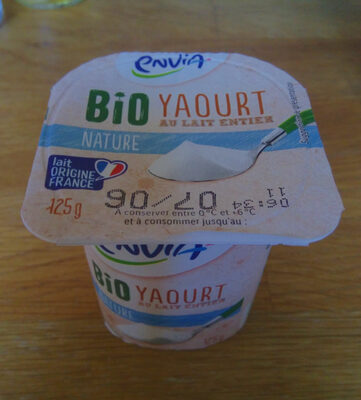 envia
BIO YAOURT
AU LAIT ENTIER
NATURE
lait
ORIGINE
FRANCE
125g
06/07 06:34
11
A conserver entre 0°C et +6°C
et à consommer jusqu'au :
envia
BIO YAOURT
AU LAIT ENTIER
NATURE